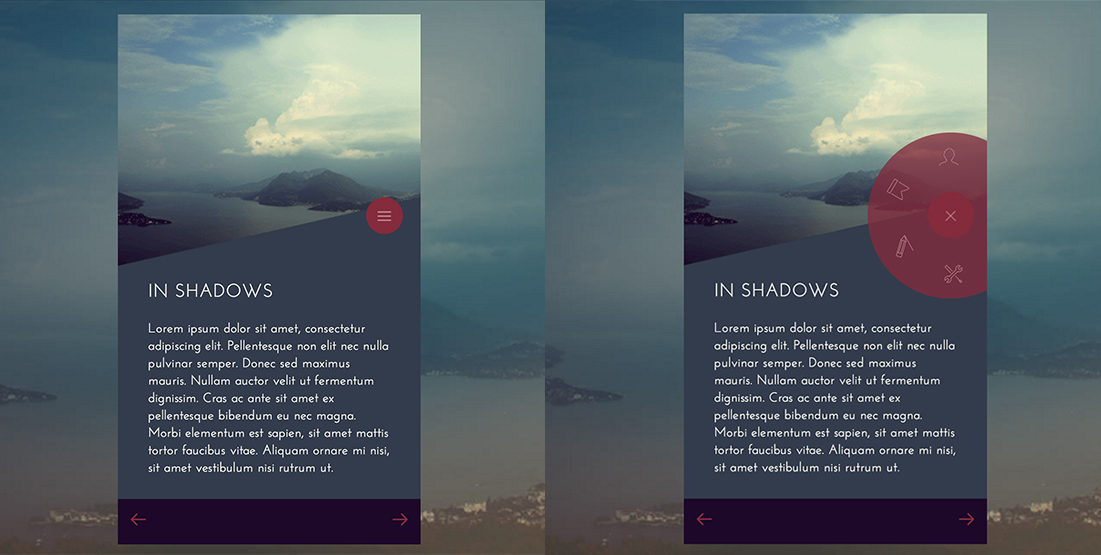 IN SHADOWS
Lorem ipsum dolor sit amet, consectetur
adipiscing elit. Pellentesque non elit nec nulla
pulvinar semper. Donec sed maximus
mauris. Nullam auctor velit ut fermentum
dignissim. Cras ac ante sit amet ex
pellentesque bibendum eu nec magna.
Morbi elementum est sapien, sit amet mattis
tortor faucibus vitae. Aliquam ornare mi nisi,
sit amet vestibulum nisi rutrum ut.
IN SHADOWS
Lorem ipsum dolor sit amet, consectetur
adipiscing elit. Pellentesque non elit nec nulla
pulvinar semper. Donec sed maximus
mauris. Nullam auctor velit ut fermentum
dignissim. Cras ac ante sit amet ex
pellentesque bibendum eu nec magna.
Morbi elementum est sapien, sit amet mattis
tortor faucibus vitae. Aliquam ornare mi nisi,
sit amet vestibulum nisi rutrum ut.